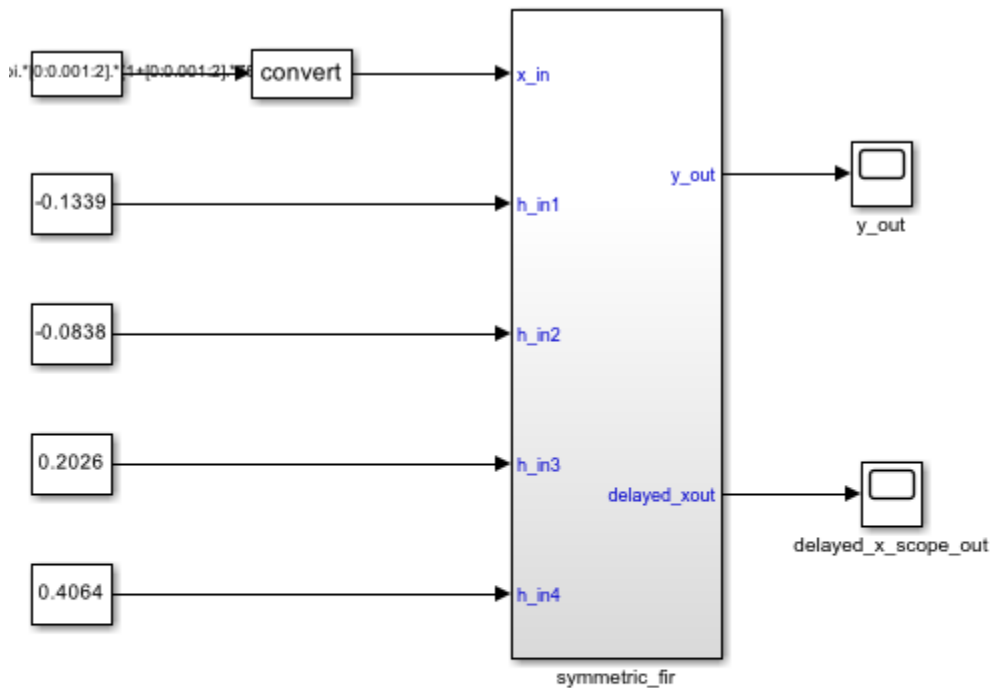 convert
x_in
y_out
y_out
-0.1339
h_in1
-0.0838
h_in2
0.2026
h_in3
delayed_xout
delayed_x_scope_out
0.4064
h_in4
symmetric_fir